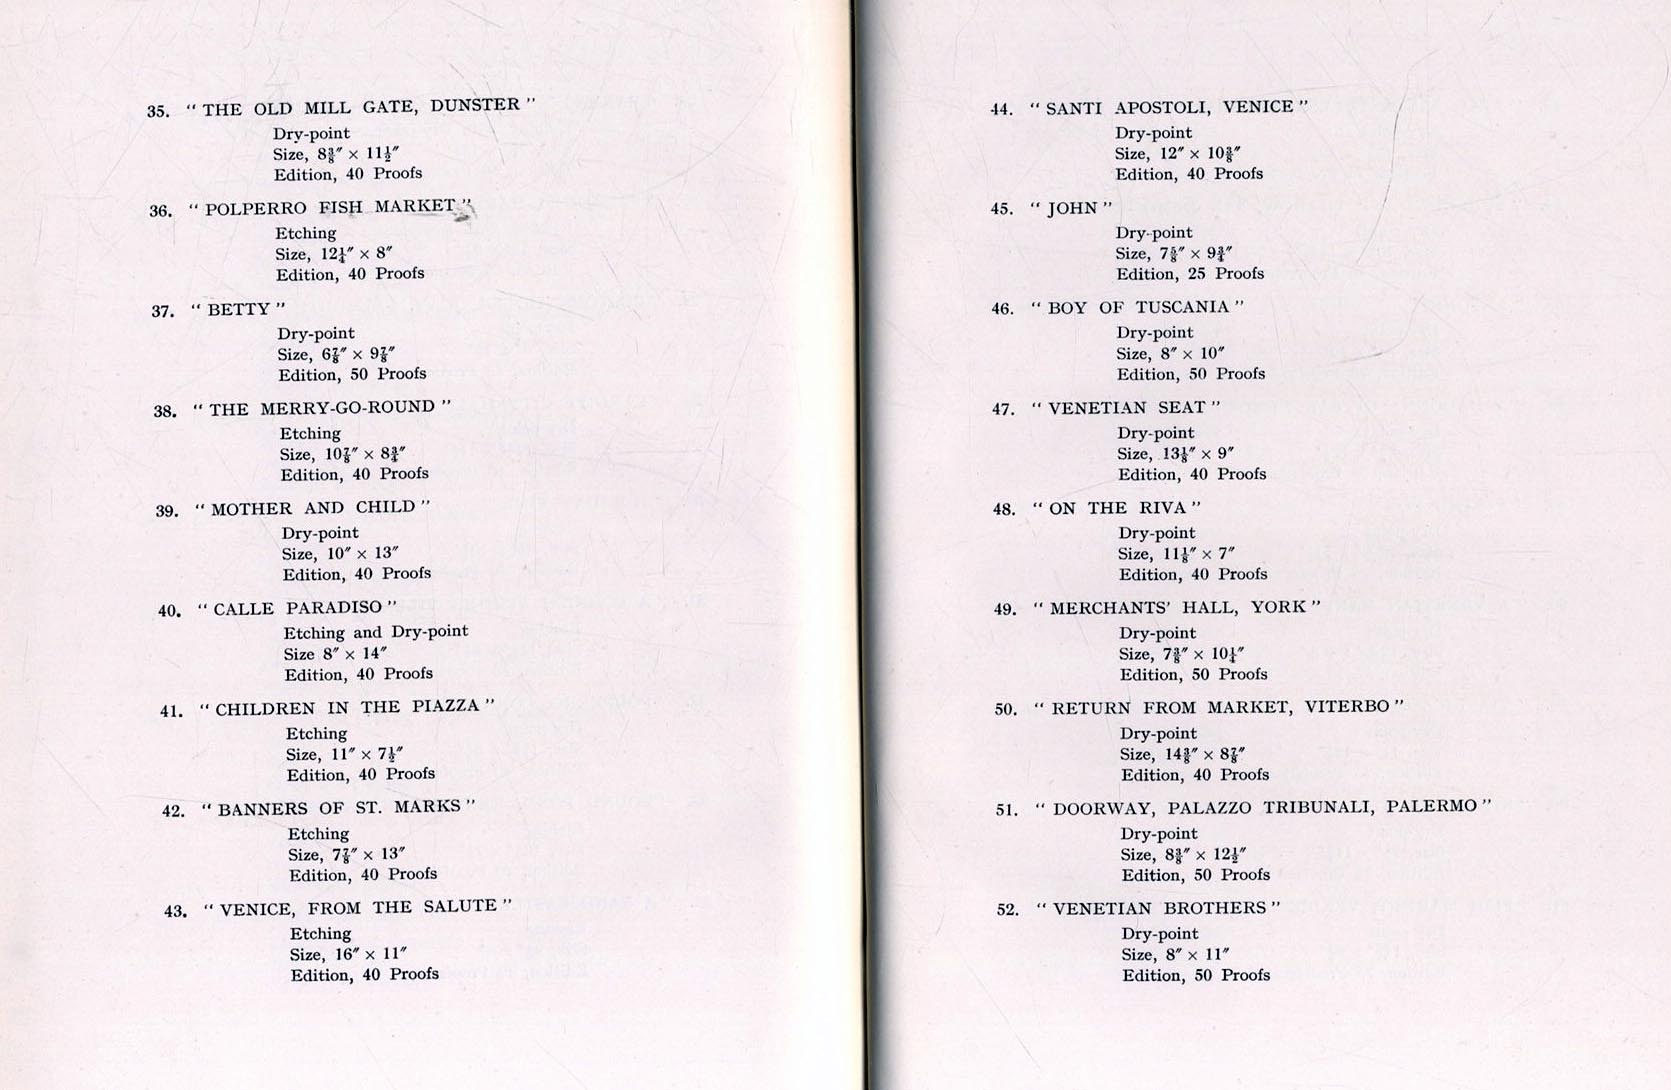 35. “ THE OLD MILL GATE, DUNSTER ”
Dry-point
Size, 8⅜″ × 11½″
Edition, 40 Proofs
36. “ POLPERRO FISH MARKET ”
Etching
Size, 12¼″ × 8″
Edition, 40 Proofs
37. “ BETTY ”
Dry-point
Size, 6⅞″ × 9⅞″
Edition, 50 Proofs
38. “ THE MERRY-GO-ROUND ”
Etching
Size, 10⅞″ × 8¾″
Edition, 40 Proofs
39. “ MOTHER AND CHILD ”
Dry-point
Size, 10″ × 13″
Edition, 40 Proofs
40. “ CALLE PARADISO ”
Etching and Dry-point
Size 8″ × 14″
Edition, 40 Proofs
41. “ CHILDREN IN THE PIAZZA ”
Etching
Size, 11″ × 7½″
Edition, 40 Proofs
42. “ BANNERS OF ST. MARKS ”
Etching
Size, 7⅞″ × 13″
Edition, 40 Proofs
43. “ VENICE, FROM THE SALUTE ”
Etching
Size, 16″ × 11″
Edition, 40 Proofs
44. “ SANTI APOSTOLI, VENICE ”
Dry-point
Size, 12″ × 10⅜″
Edition, 40 Proofs
45. “ JOHN ”
Dry-point
Size, 7⅝″ × 9¾″
Edition, 25 Proofs
46. “ BOY OF TUSCANIA ”
Dry-point
Size, 8″ × 10″
Edition, 50 Proofs
47. “ VENETIAN SEAT ”
Dry-point
Size, 13⅛″ × 9″
Edition, 40 Proofs
48. “ ON THE RIVA ”
Dry-point
Size, 11⅛″ × 7″
Edition, 40 Proofs
49. “ MERCHANTS’ HALL, YORK ”
Dry-point
Size, 7⅜″ × 10¼″
Edition, 50 Proofs
50. “ RETURN FROM MARKET, VITERBO ”
Dry-point
Size, 14⅜″ × 8⅞″
Edition, 40 Proofs
51. “ DOORWAY, PALAZZO TRIBUNALI, PALERMO ”
Dry-point
Size, 8⅜″ × 12½″
Edition, 50 Proofs
52. “ VENETIAN BROTHERS ”
Dry-point
Size, 8″ × 11″
Edition, 50 Proofs